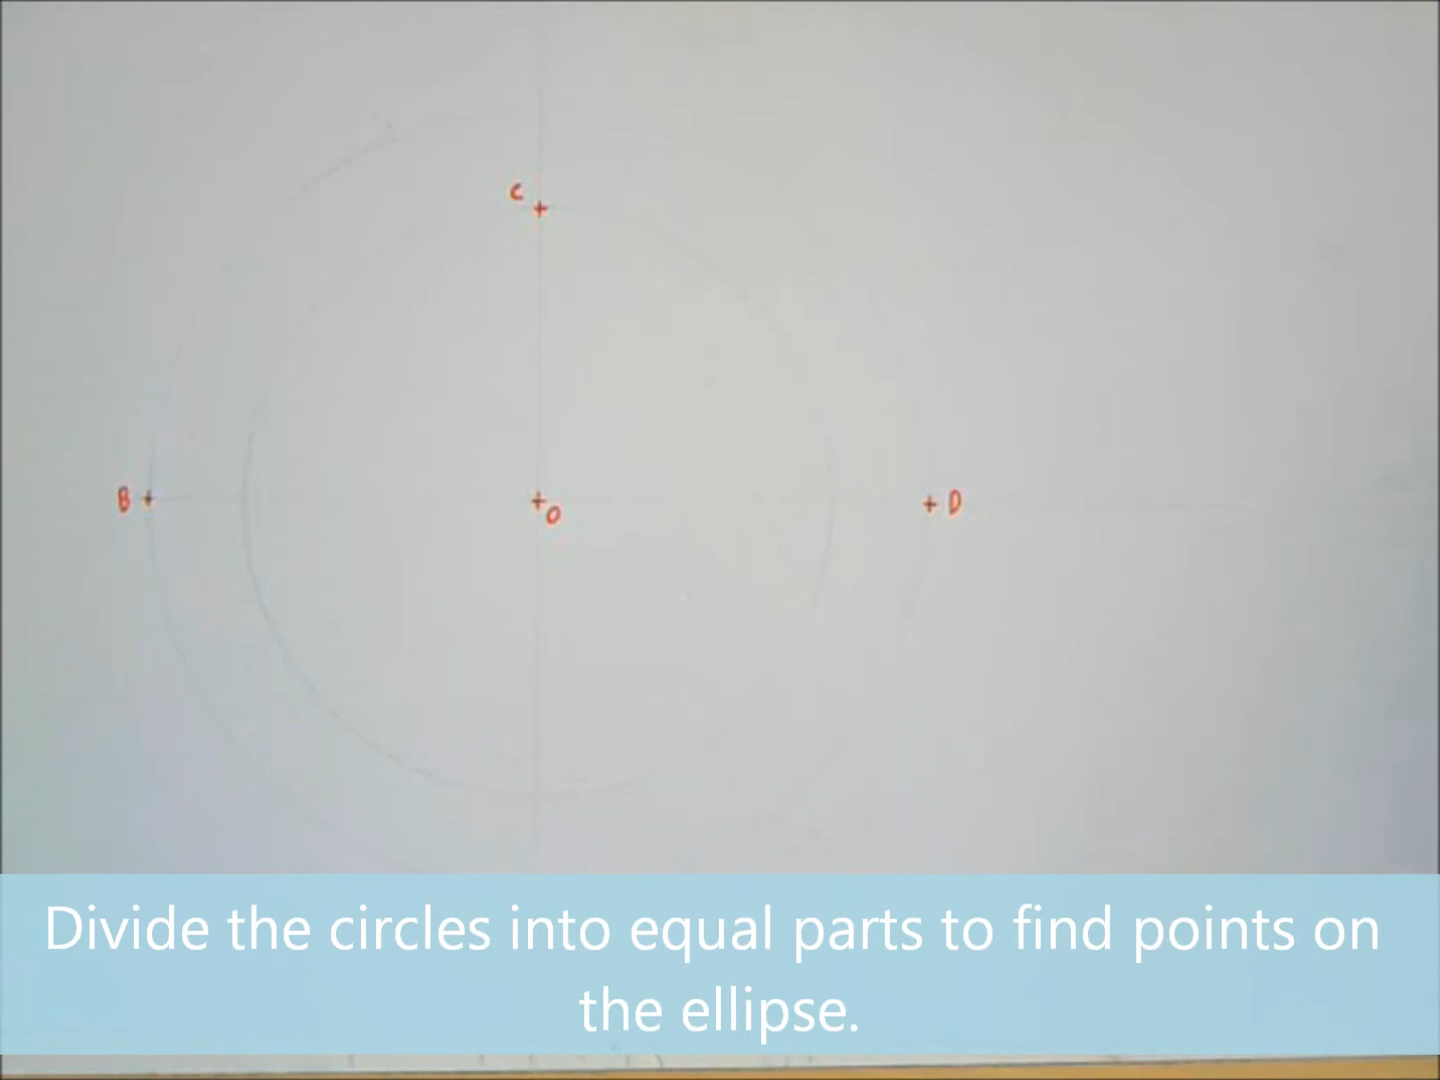 C
B
O
D
Divide the circles into equal parts to find points on
the ellipse.